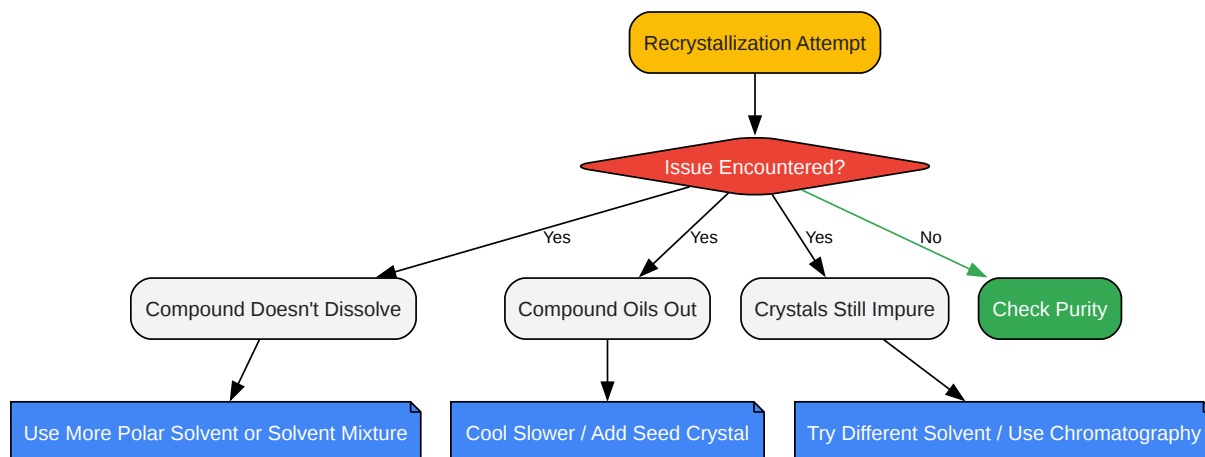 Recrystallization Attempt
Issue Encountered?
Yes
Yes
Yes
No
Compound Doesn't Dissolve
Compound Oils Out
Crystals Still Impure
Check Purity
Use More Polar Solvent or Solvent Mixture
Cool Slower / Add Seed Crystal
Try Different Solvent / Use Chromatography